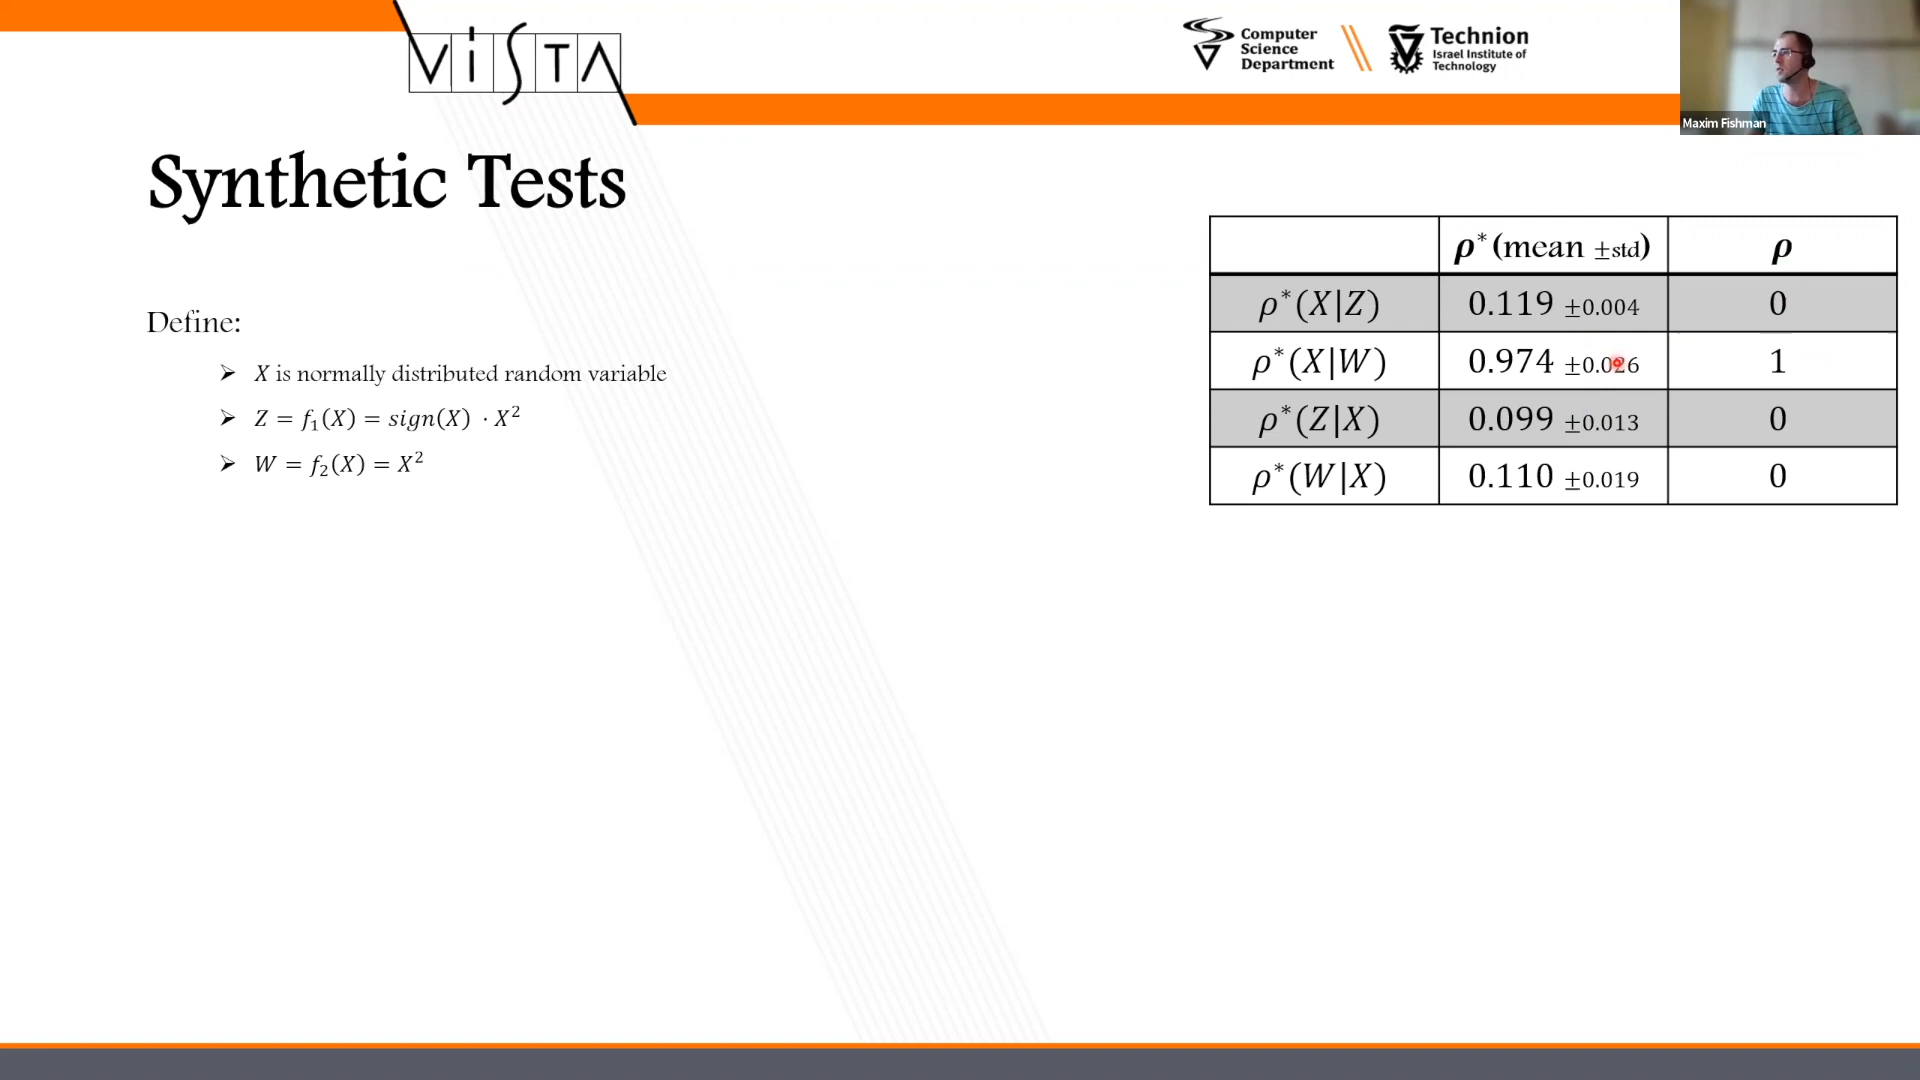 ViSTA
Computer
Science
Department
Technion
Israel Institute of
Technology
Maxim Fishman
Synthetic Tests
Define:
➢ X is normally distributed random variable
➢ Z = f₁(X) = sign(X) · X²
➢ W = f₂(X) = X²
ρ* (mean ±std) ρ
ρ*(X|Z) 0.119 ±0.004 0
ρ*(X|W) 0.974 ±0.026 1
ρ*(Z|X) 0.099 ±0.013 0
ρ*(W|X) 0.110 ±0.019 0